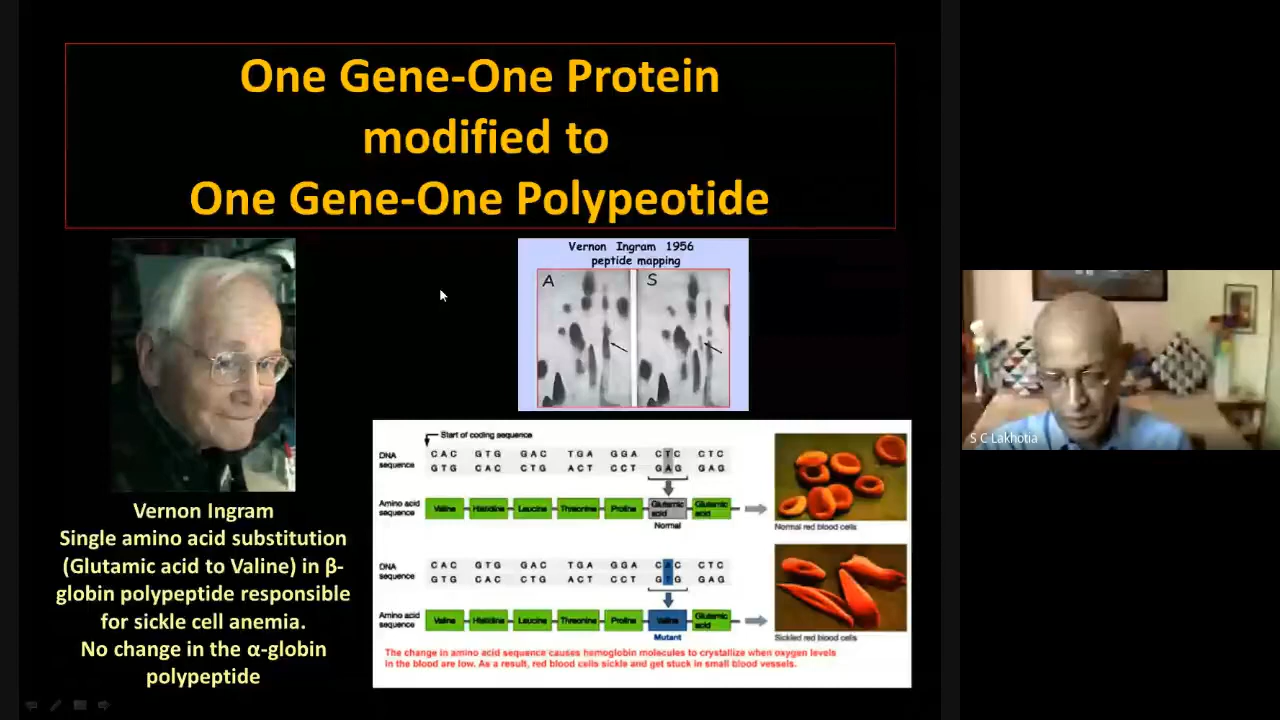 One Gene-One Protein
modified to
One Gene-One Polypeotide
Vernon Ingram 1956
peptide mapping
A
S
Vernon Ingram
Single amino acid substitution
(Glutamic acid to Valine) in β-
globin polypeptide responsible
for sickle cell anemia.
No change in the α-globin
polypeptide
Start of coding sequence
DNA
sequence
CAC GTG GAC TGA GGA CTC CTC
GTG CAC CTG ACT CCT GAG GAG
Amino acid
sequence
Valine Histidine Leucine Threonine Proline Glutamic acid Glutamic acid
Normal
Normal red blood cells
DNA
sequence
CAC GTG GAC TGA GGA CAC CTC
GTG CAC CTG ACT CCT GTG GAG
Amino acid
sequence
Valine Histidine Leucine Threonine Proline Valine Glutamic acid
Mutant
Sickled red blood cells
The change in amino acid sequence causes hemoglobin molecules to crystallize when oxygen levels
in the blood are low. As a result, red blood cells sickle and get stuck in small blood vessels.
S C Lakhotia